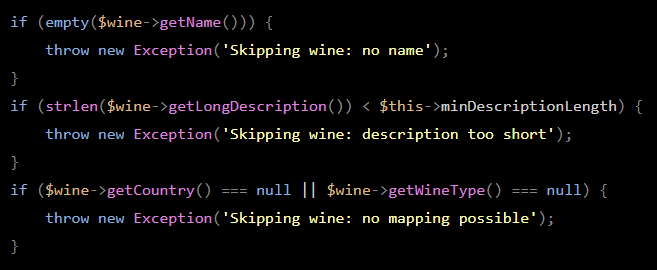 if (empty($wine->getName())) {
    throw new Exception('Skipping wine: no name');
}
if (strlen($wine->getLongDescription()) < $this->minDescriptionLength) {
    throw new Exception('Skipping wine: description too short');
}
if ($wine->getCountry() === null || $wine->getWineType() === null) {
    throw new Exception('Skipping wine: no mapping possible');
}